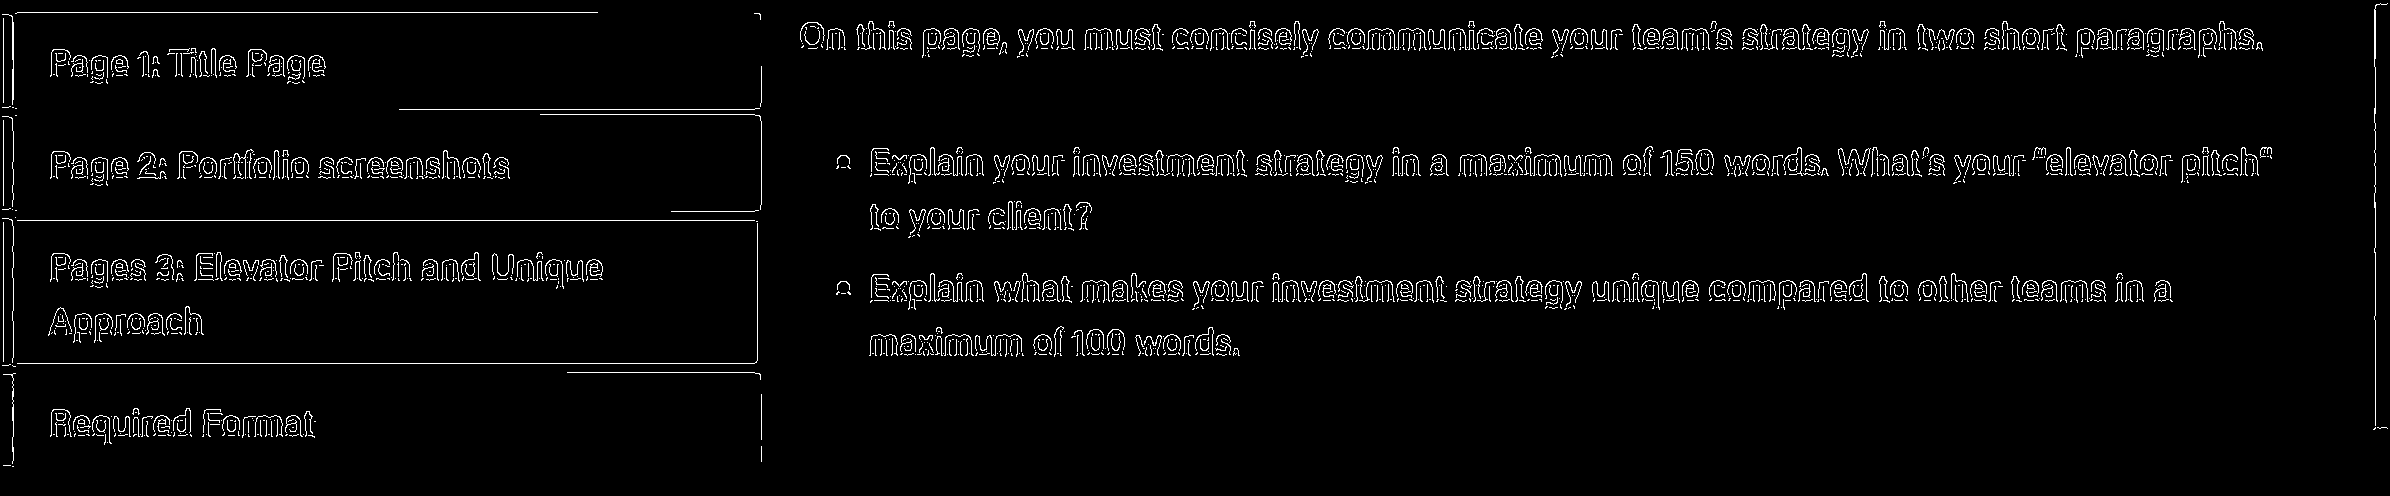 Page 1: Title Page
Page 2: Portfolio screenshots
Pages 3: Elevator Pitch and Unique
Approach
Required Format
On this page, you must concisely communicate your team's strategy in two short paragraphs.
Explain your investment strategy in a maximum of 150 words. What's your "elevator pitch"
to your client?
Explain what makes your investment strategy unique compared to other teams in a
maximum of 100 words.